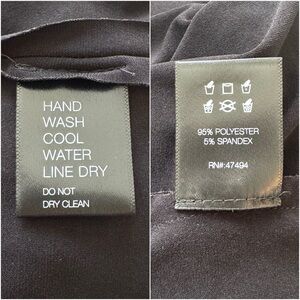 HAND
WASH
COOL
WATER
LINE DRY
DO NOT
DRY CLEAN
95% POLYESTER
5% SPANDEX
RN#:47494